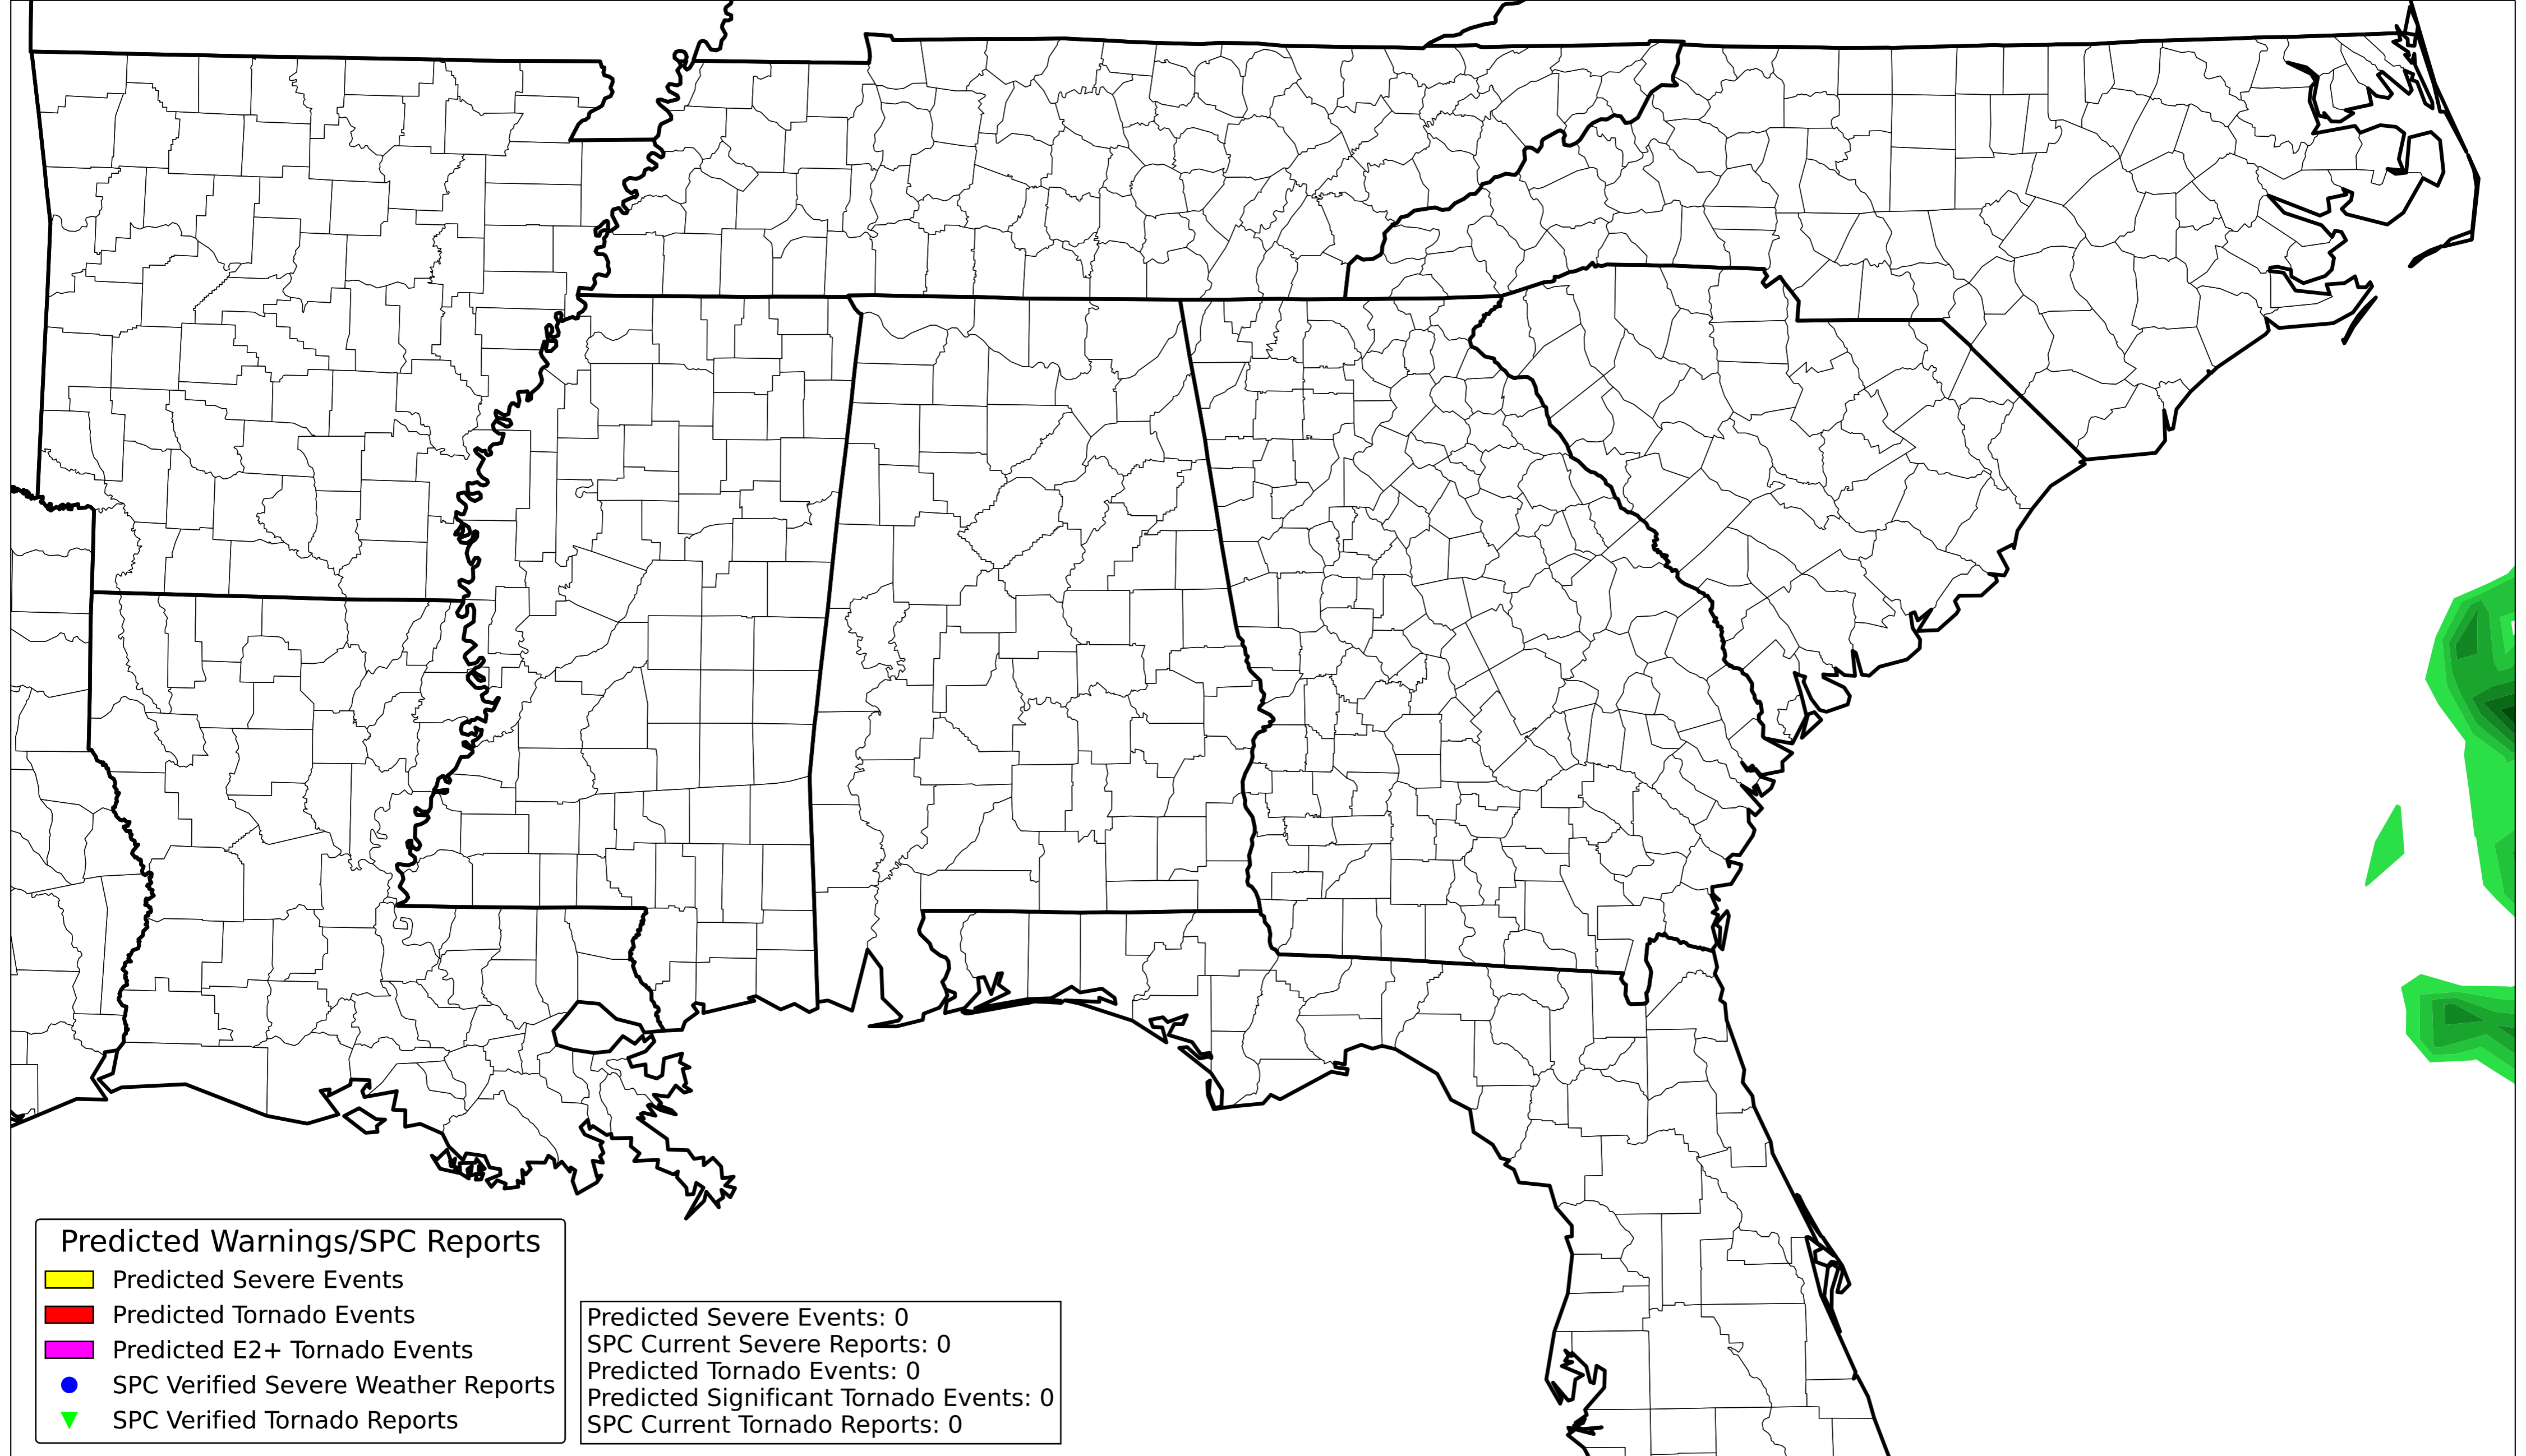 Predicted Warnings/SPC Reports
Predicted Severe Events
Predicted Tornado Events
Predicted E2+ Tornado Events
SPC Verified Severe Weather Reports
SPC Verified Tornado Reports
Predicted Severe Events: 0
SPC Current Severe Reports: 0
Predicted Tornado Events: 0
Predicted Significant Tornado Events: 0
SPC Current Tornado Reports: 0